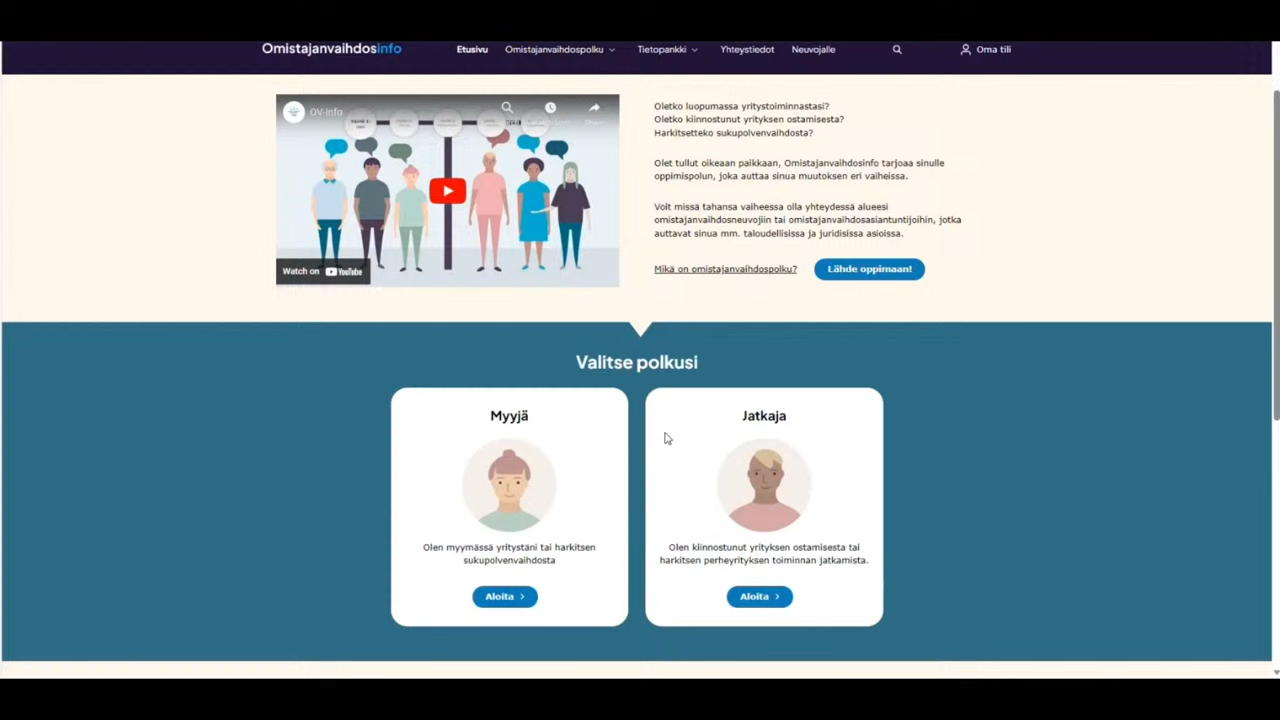 Omistajanvaihdosinfo
Etusivu
Omistajanvaihdospolku
Tietopankki
Yhteystiedot
Neuvojalle
Oma tili
OV-info
Watch on YouTube
Oletko luopumassa yritystoiminnastasi?
Oletko kiinnostunut yrityksen ostamisesta?
Harkitsetteko sukupolvenvaihdosta?
Olet tullut oikeaan paikkaan, Omistajanvaihdosinfo tarjoaa sinulle
oppimispolun, joka auttaa sinua muutoksen eri vaiheissa.
Voit missä tahansa vaiheessa olla yhteydessä alueesi
omistajanvaihdosneuvojiin tai omistajanvaihdosasiantuntijoihin, jotka
auttavat sinua mm. taloudellisissa ja juridisissa asioissa.
Mikä on omistajanvaihdospolku?
Lähde oppimaan!
Valitse polkusi
Myyjä
Olen myymässä yritystäni tai harkitsen
sukupolvenvaihdosta
Aloita
Jatkaja
Olen kiinnostunut yrityksen ostamisesta tai
harkitsen perheyrityksen toiminnan jatkamista.
Aloita